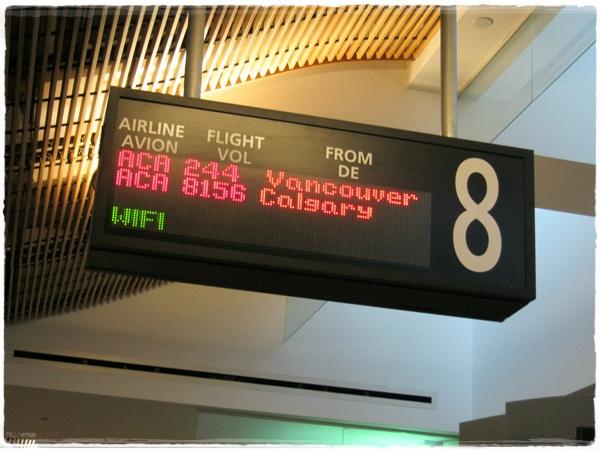 AIRLINE FLIGHT FROM
AVION VOL DE
ACA 244 Vancouver
ACA 8156 Calgary
WIFI
8